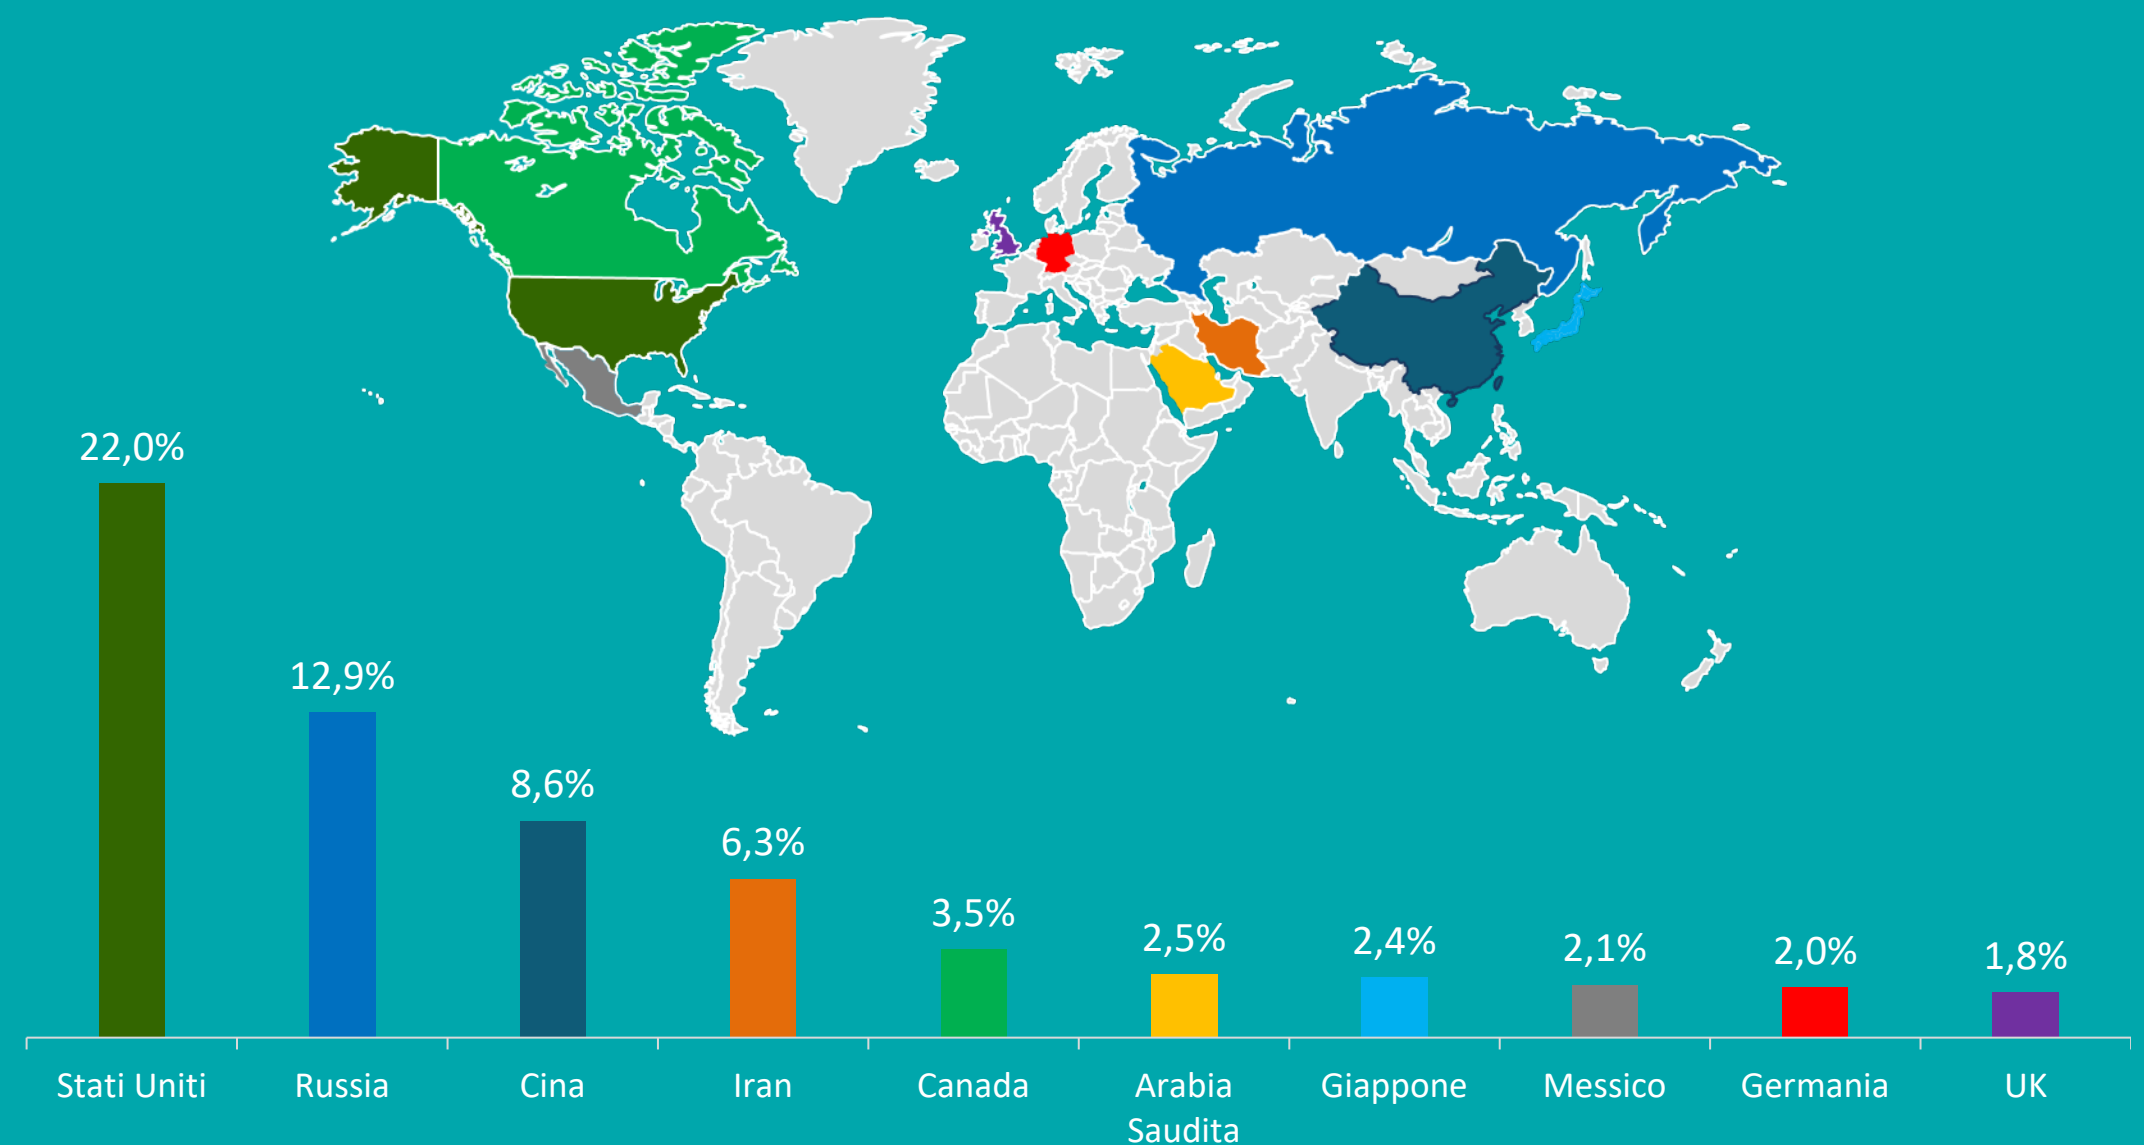 22,0%
12,9%
8,6%
6,3%
3,5%
2,5%
2,4%
2,1%
2,0%
1,8%
Stati Uniti
Russia
Cina
Iran
Canada
Arabia
Saudita
Giappone
Messico
Germania
UK